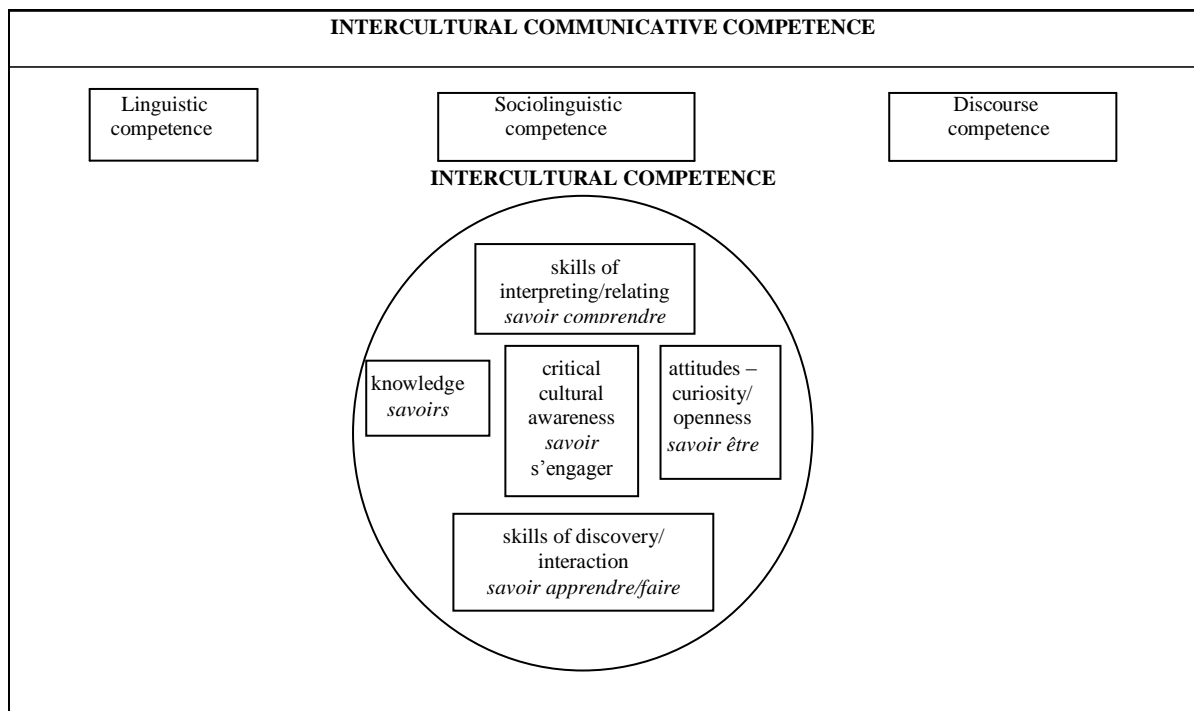 INTERCULTURAL COMMUNICATIVE COMPETENCE
Linguistic
competence
Sociolinguistic
competence
Discourse
competence
INTERCULTURAL COMPETENCE
skills of
interpreting/relating
savoir comprendre
knowledge
savoirs
critical
cultural
awareness
savoir
s’engager
attitudes –
curiosity/
openness
savoir être
skills of discovery/
interaction
savoir apprendre/faire